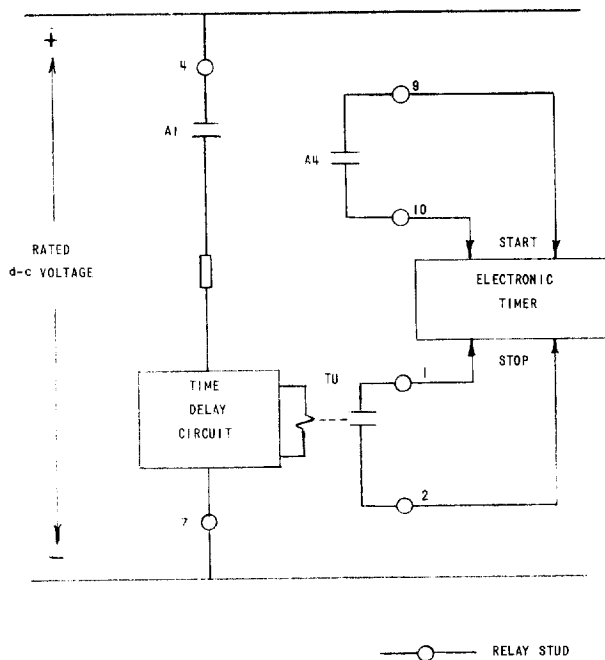 +
4
A1
9
A4
10
RATED
d-c VOLTAGE
START
ELECTRONIC
TIMER
STOP
TIME
DELAY
CIRCUIT
TU
1
2
7
−
RELAY STUD